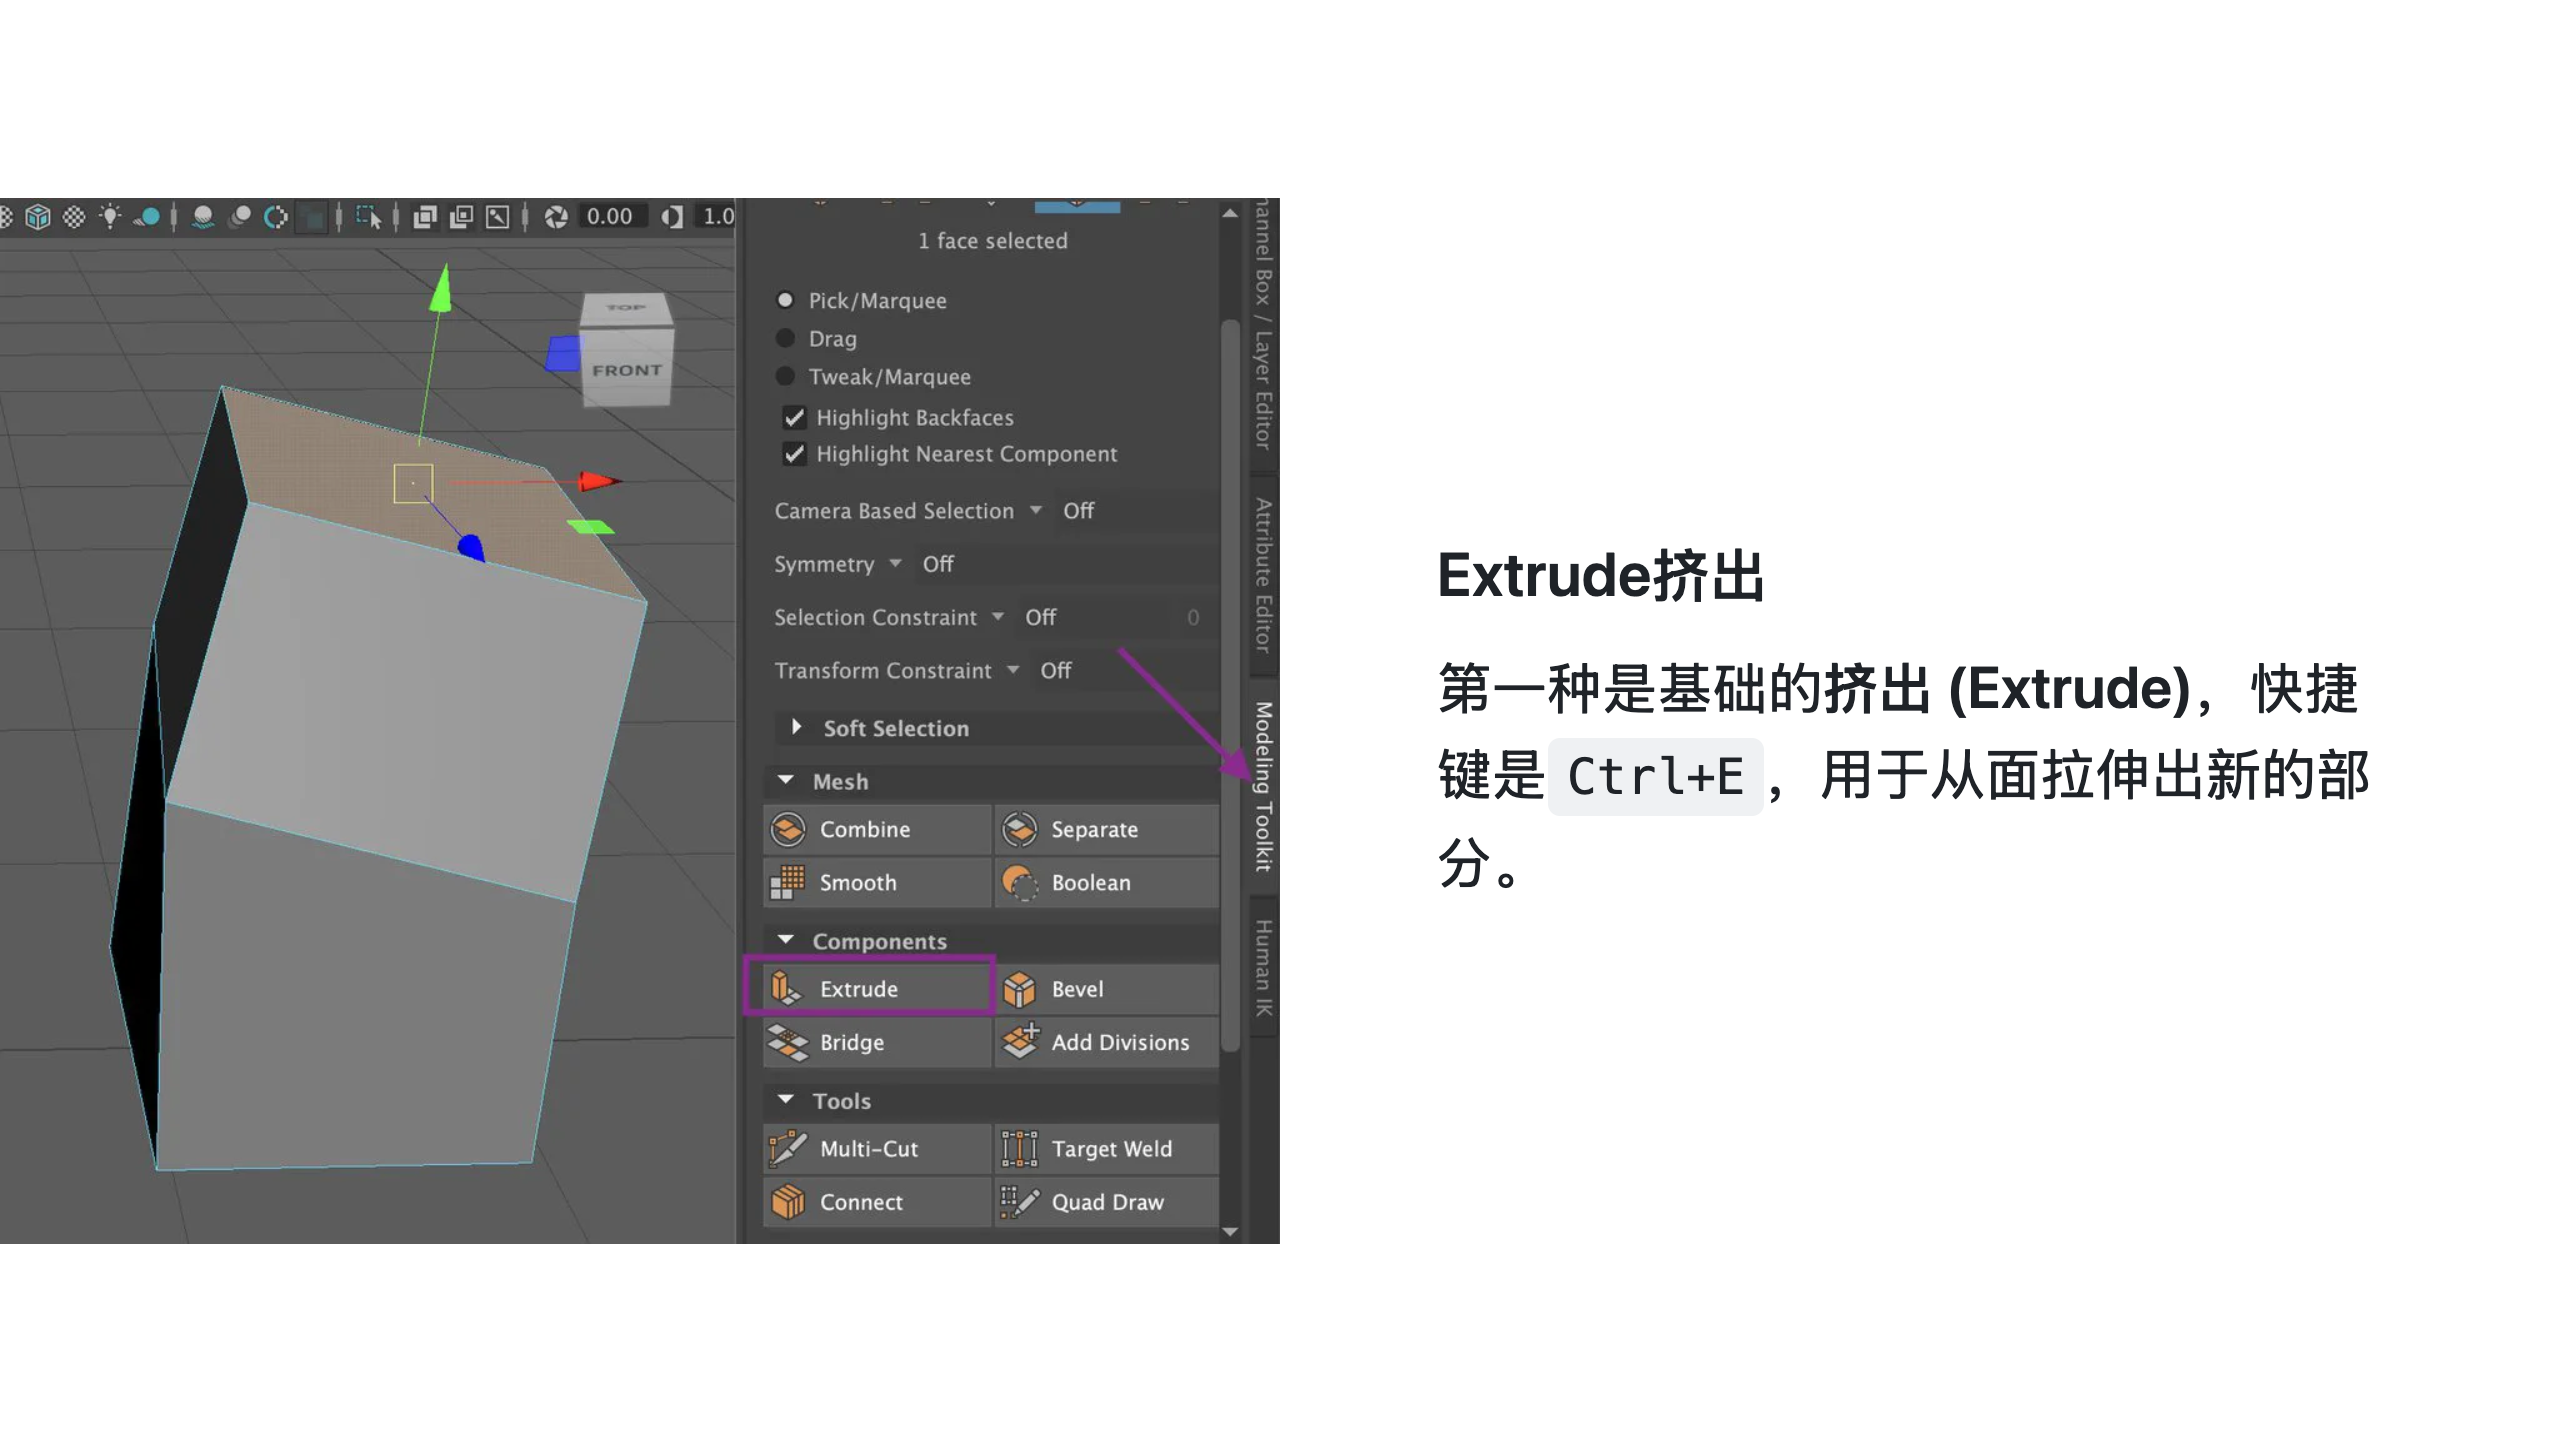 0.00
1.0
TOP
FRONT
1 face selected
Pick/Marquee
Drag
Tweak/Marquee
Highlight Backfaces
Highlight Nearest Component
Camera Based Selection Off
Symmetry Off
Selection Constraint Off 0
Transform Constraint Off
Soft Selection
Mesh
Combine Separate
Smooth Boolean
Components
Extrude Bevel
Bridge Add Divisions
Tools
Multi-Cut Target Weld
Connect Quad Draw
Box / Layer Editor
Attribute Editor
Modeling Toolkit
Human IK
Extrude挤出
第一种是基础的挤出 (Extrude)，快捷
键是 Ctrl+E ，用于从面拉伸出新的部
分。